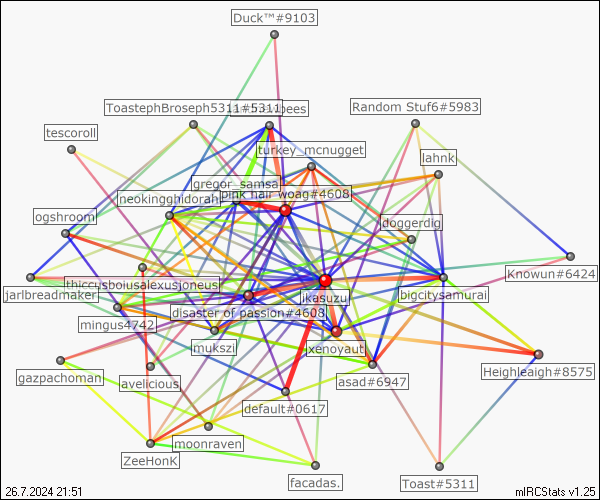 Duck™#9103
ToastephBroseph5311#5311
bees
Random Stuf6#5983
tescoroll
turkey_mcnugget
lahnk
gregor_samsa
pink hair woag#4608
neokingghidorah
ogshroom
doggerdig
Knowun#6424
thiccusboiusalexusjoneus
jarlbreadmaker
ikasuzu
bigcitysamurai
disaster of passion#4608
mingus4742
mukszi
xenoyaut
gazpachoman
avelicious
asad#6947
Heighleaigh#8575
default#0617
moonraven
ZeeHonK
facadas.
Toast#5311
26.7.2024 21:51
mIRCStats v1.25